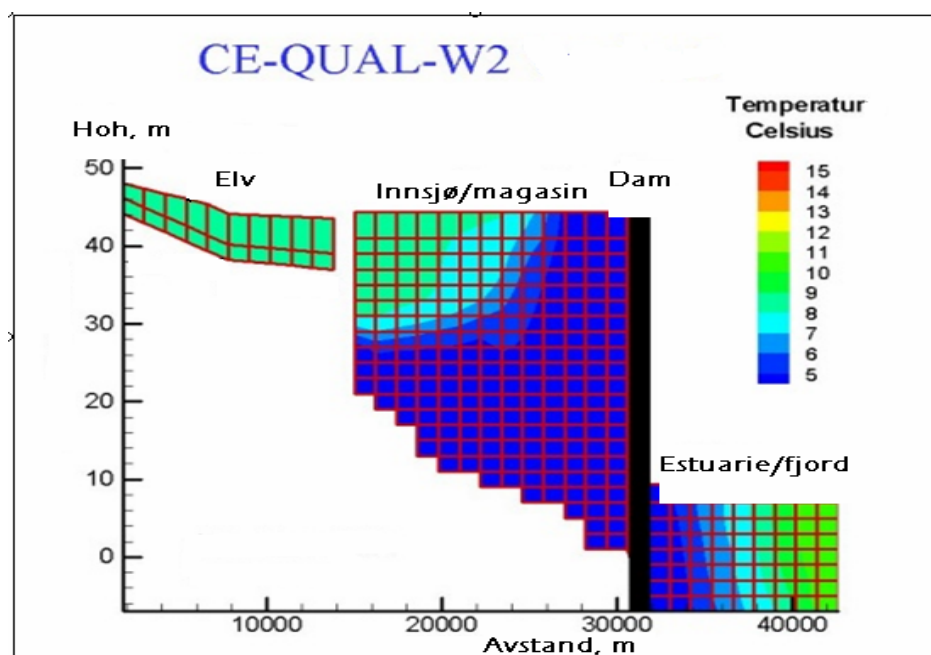 CE-QUAL-W2
Temperatur
Celsius
Hoh, m
Elv
Innsjø/magasin
Dam
15
14
13
12
11
10
9
8
7
6
5
50
40
30
20
10
0
Estuarie/fjord
10000
20000
30000
40000
Avstand, m